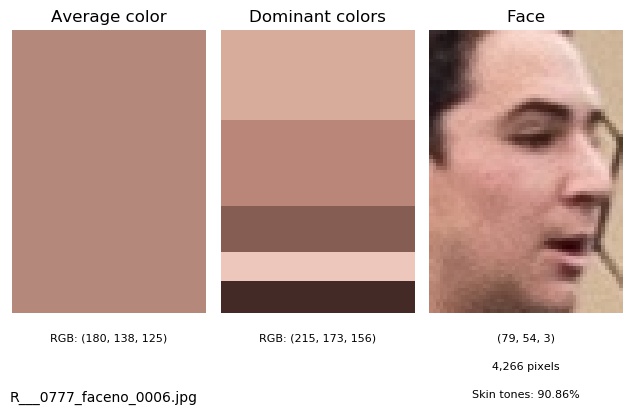 Average color
Dominant colors
Face
RGB: (180, 138, 125)
RGB: (215, 173, 156)
(79, 54, 3)
4,266 pixels
Skin tones: 90.86%
R___0777_faceno_0006.jpg